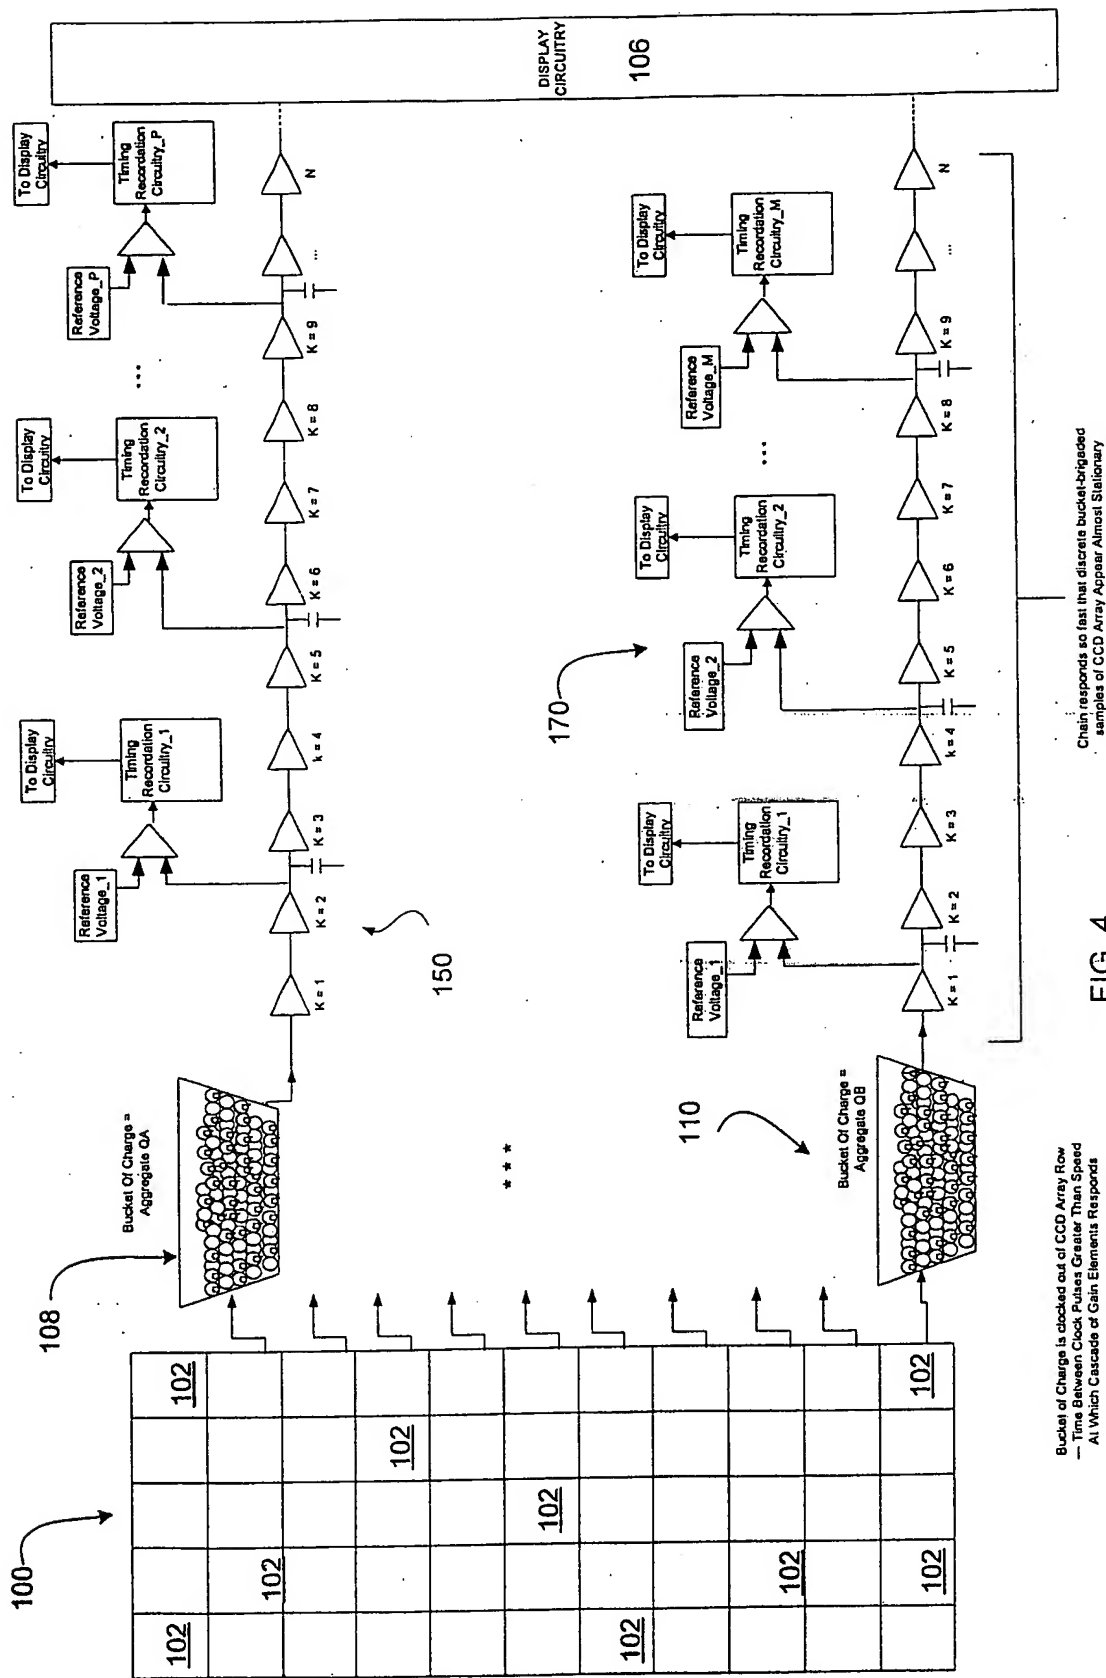 100
102
102
102
102
102
102
102
102
102
108
Bucket Of Charge =
Aggregate QA
***
110
Bucket Of Charge =
Aggregate QB
150
K = 1
K = 2
K = 3
k = 4
K = 5
K = 6
K = 7
K = 8
K = 9
...
N
Reference
Voltage_1
Timing
Recordation
Circuitry_1
To Display
Circuitry
Reference
Voltage_2
Timing
Recordation
Circuitry_2
To Display
Circuitry
...
Reference
Voltage_P
Timing
Recordation
Circuitry_P
To Display
Circuitry
170
K = 1
K = 2
K = 3
k = 4
K = 5
K = 6
K = 7
K = 8
K = 9
...
N
Reference
Voltage_1
Timing
Recordation
Circuitry_1
To Display
Circuitry
Reference
Voltage_2
Timing
Recordation
Circuitry_2
To Display
Circuitry
...
Reference
Voltage_M
Timing
Recordation
Circuitry_M
To Display
Circuitry
DISPLAY
CIRCUITRY
106
Bucket of Charge is clocked out of CCD Array Row
— Time Between Clock Pulses Greater Than Speed
At Which Cascade of Gain Elements Responds
Chain responds so fast that discrete bucket-brigaded
samples of CCD Array Appear Almost Stationary
FIG. 4